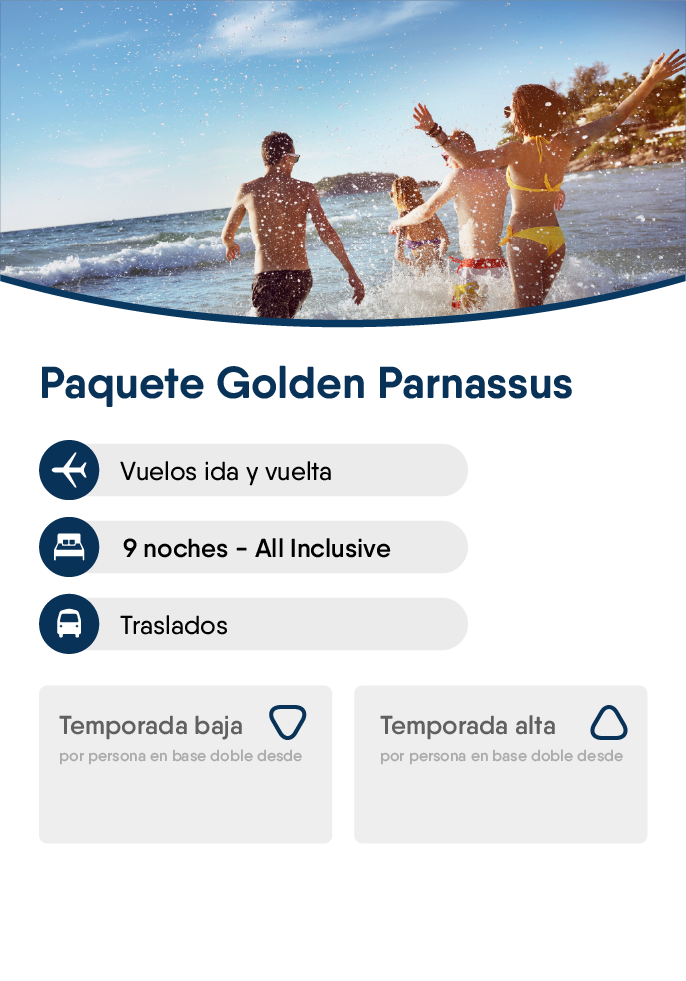 Paquete Golden Parnassus
Vuelos ida y vuelta
9 noches - All Inclusive
Traslados
Temporada baja
por persona en base doble desde
Temporada alta
por persona en base doble desde